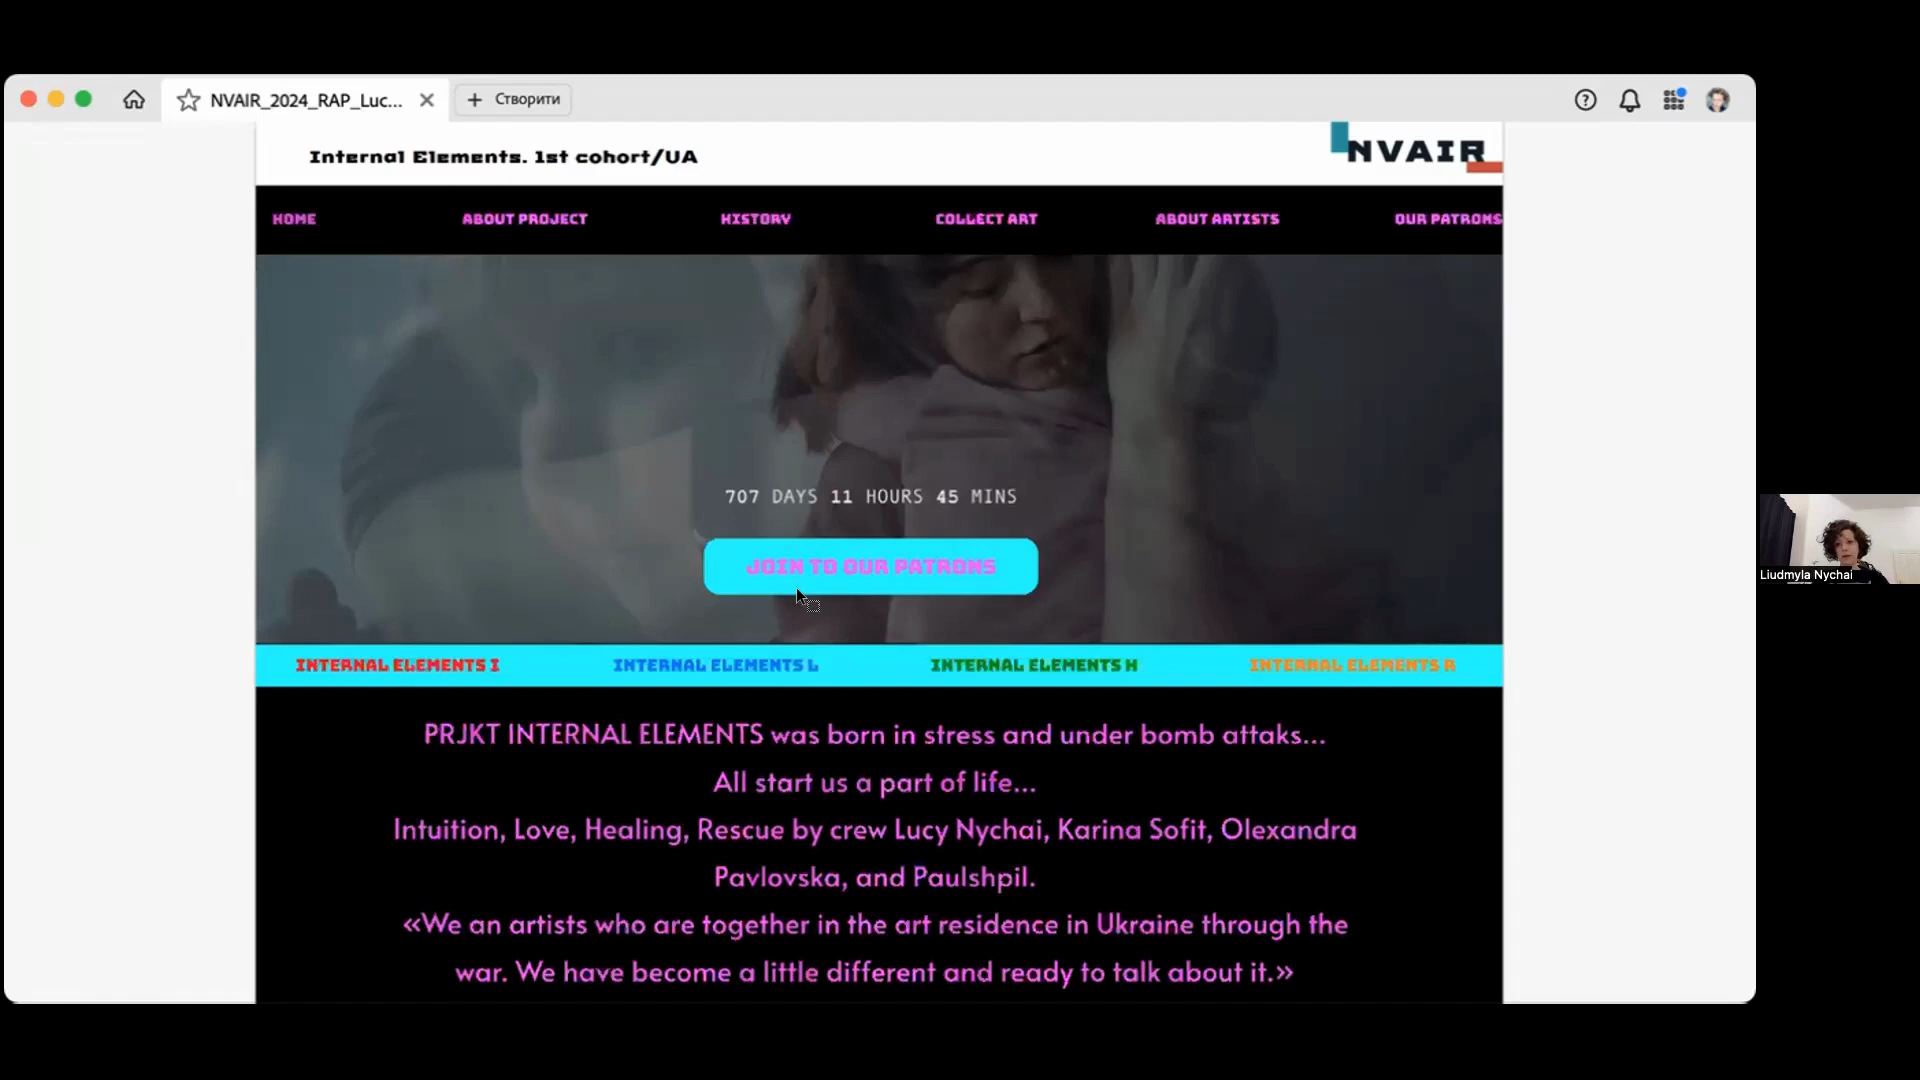 NVAIR_2024_RAP_Luc...
Створити
Internal Elements. 1st cohort/UA
NVAIR
HOME
ABOUT PROJECT
HISTORY
COLLECT ART
ABOUT ARTISTS
OUR PATRONS
707 DAYS 11 HOURS 45 MINS
JOIN TO OUR PATRONS
INTERNAL ELEMENTS I
INTERNAL ELEMENTS L
INTERNAL ELEMENTS H
INTERNAL ELEMENTS R
PRJKT INTERNAL ELEMENTS was born in stress and under bomb attaks...
All start us a part of life...
Intuition, Love, Healing, Rescue by crew Lucy Nychai, Karina Sofit, Olexandra
Pavlovska, and Paulshpil.
«We an artists who are together in the art residence in Ukraine through the
war. We have become a little different and ready to talk about it.»
Liudmyla Nychai